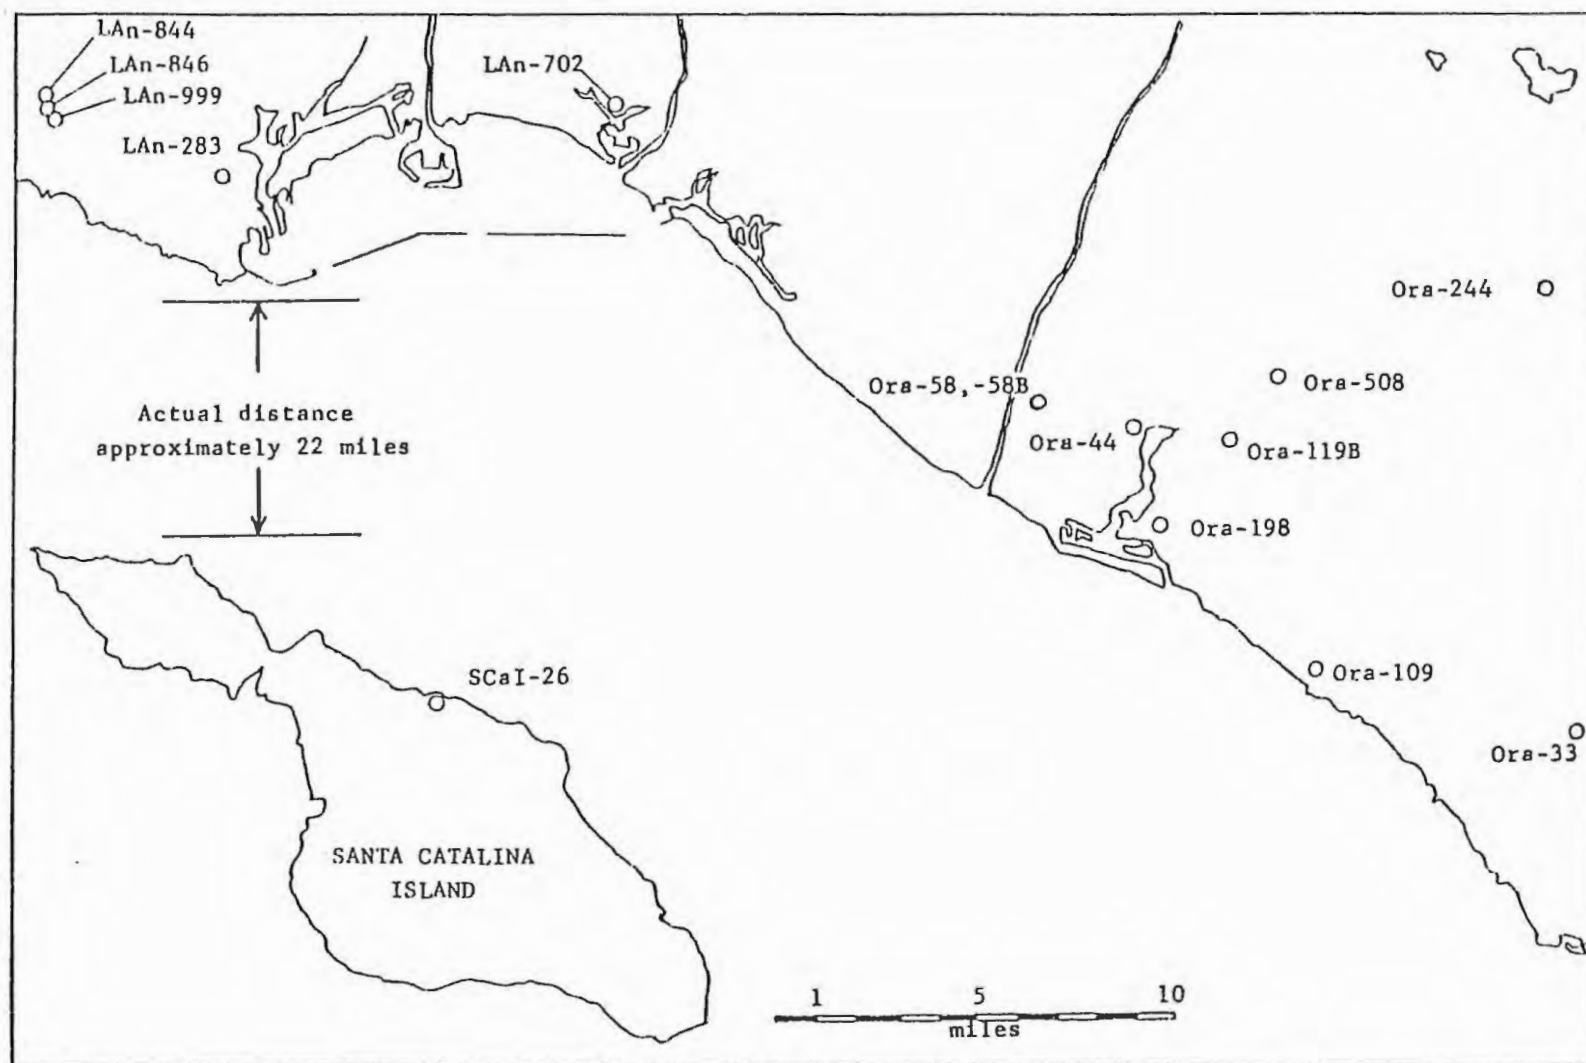 LAn-844
LAn-846
LAn-999
LAn-283
LAn-702
Ora-244
Ora-58,-58B
Ora-508
Ora-44
Ora-119B
Actual distance
approximately 22 miles
Ora-198
SCaI-26
Ora-109
Ora-33
SANTA CATALINA
ISLAND
1 5 10
miles